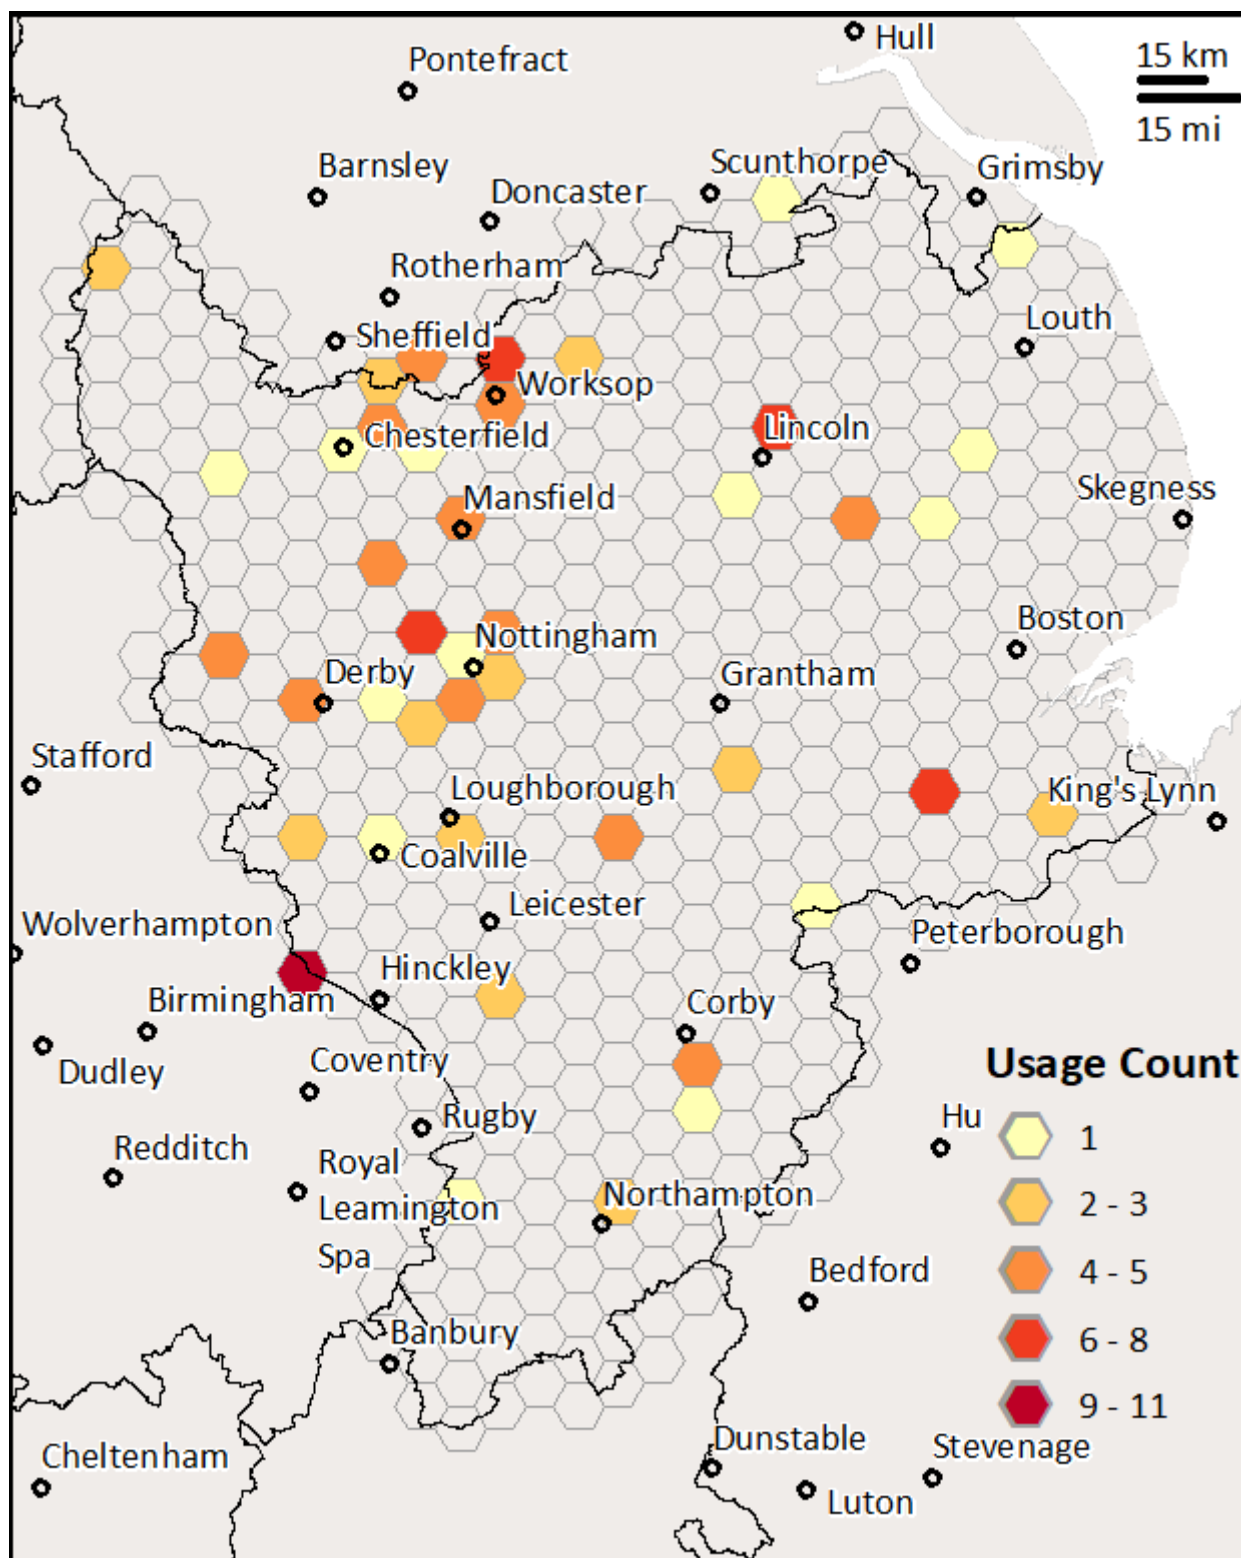 Hull
15 km
Pontefract
15 mi
Barnsley
Scunthorpe
Grimsby
Doncaster
Rotherham
Louth
Sheffield
Worksop
Lincoln
Chesterfield
Skegness
Mansfield
Boston
Nottingham
Derby
Grantham
Stafford
Loughborough
King's Lynn
Coalville
Leicester
Wolverhampton
Peterborough
Hinckley
Birmingham
Corby
Dudley
Coventry
Usage Count
Rugby
Hu
1
Redditch
Royal
Leamington
Spa
Northampton
2 - 3
Bedford
4 - 5
Banbury
6 - 8
9 - 11
Dunstable
Stevenage
Cheltenham
Luton